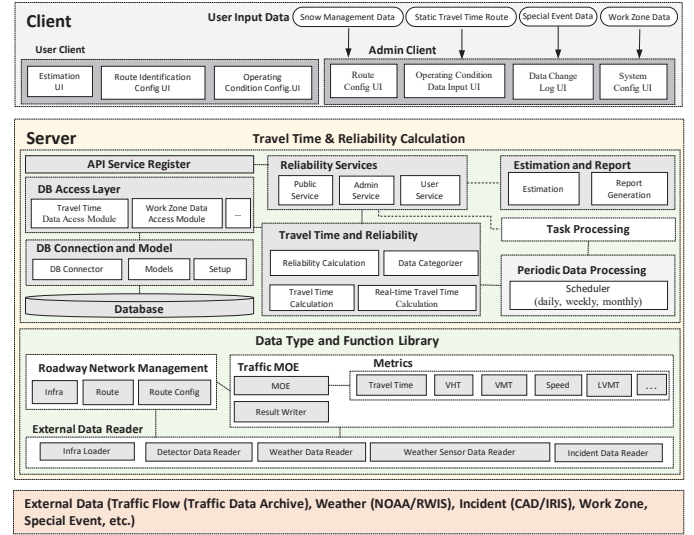 Client
User Input Data
Snow Management Data
Static Travel Time Route
Special Event Data
Work Zone Data
User Client
Admin Client
Estimation
UI
Route Identification
Config UI
Operating
Condition Config.UI
Route
Config UI
Operating Condition
Data Input UI
Data Change
Log UI
System
Config UI
Server
Travel Time & Reliability Calculation
API Service Register
Reliability Services
Public
Service
Admin
Service
User
Service
Estimation and Report
Estimation
Report
Generation
DB Access Layer
Travel Time
Data Acess Module
Work Zone Data
Access Module
...
Travel Time and Reliability
Reliability Calculation
Data Categorizer
Travel Time
Calculation
Real-time Travel Time
Calculation
Task Processing
DB Connection and Model
DB Connector
Models
Setup
Database
Periodic Data Processing
Scheduler
(daily, weekly, monthly)
Data Type and Function Library
Roadway Network Management
Infra
Route
Route Config
Traffic MOE
MOE
Result Writer
Metrics
Travel Time
VHT
VMT
Speed
LVMT
...
External Data Reader
Infra Loader
Detector Data Reader
Weather Data Reader
Weather Sensor Data Reader
Incident Data Reader
External Data (Traffic Flow (Traffic Data Archive), Weather (NOAA/RWIS), Incident (CAD/IRIS), Work Zone,
Special Event, etc.)